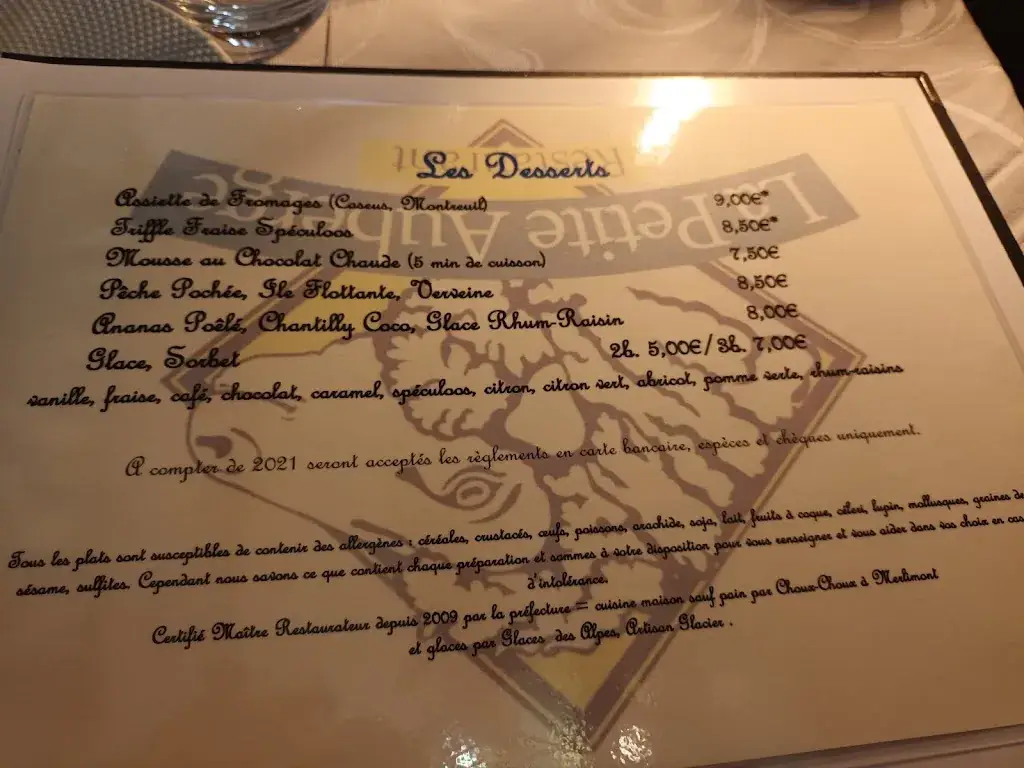 Les Desserts
Assiette de Fromages (Caseus, Montreuil) 9,00€*
Triffle Fraise Spéculoos 8,50€*
Mousse au Chocolat Chaude (5 min de cuisson) 7,50€
Pêche Pochée, Ile Flottante, Verveine 8,50€
Ananas Poêlé, Chantilly Coco, Glace Rhum-Raisin 8,00€
Glace, Sorbet 2b. 5,00€/3b. 7,00€
vanille, fraise, café, chocolat, caramel, spéculoos, citron, citron vert, abricot, pomme verte, rhum-raisins
A compter de 2021 seront acceptés les règlements en carte bancaire, espèces et chèques uniquement.
Tous les plats sont susceptibles de contenir des allergènes : céréales, crustacés, œufs, poissons, arachide, soja, lait, fruits à coque, céleri, lupin, mollusques, graines de
sésame, sulfites. Cependant nous savons ce que contient chaque préparation et sommes à votre disposition pour vous renseigner et vous aider dans vos choix en cas
d'intolérance.
Certifié Maître Restaurateur depuis 2009 par la préfecture = cuisine maison sauf pain par Choux-Choux à Merlimont
et glaces par Glaces des Alpes, Artisan Glacier .
La Petite Auberge
Restaurant